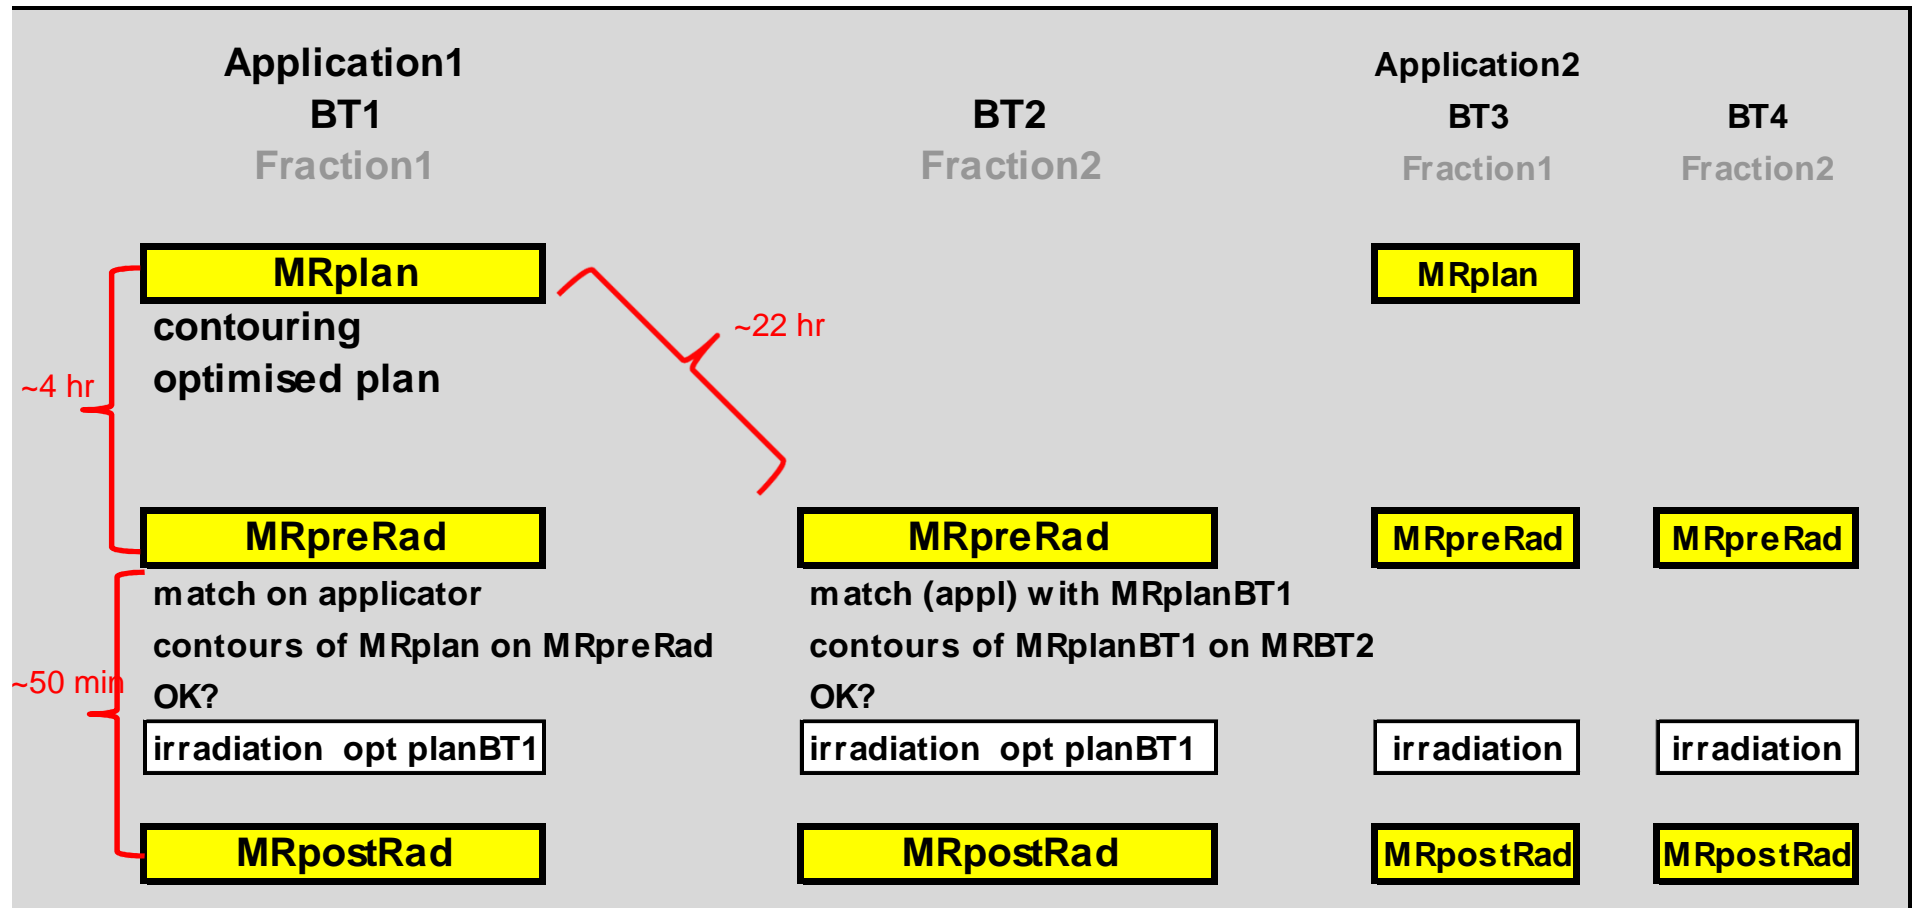 Application1
Application2
BT1
BT2
BT3
BT4
Fraction1
Fraction2
Fraction1
Fraction2
MRplan
MRplan
contouring
~22 hr
optimised plan
~4 hr
MRpreRad
MRpreRad
MRpreRad
MRpreRad
match on applicator
match (appl) with MRplanBT1
contours of MRplan on MRpreRad
contours of MRplanBT1 on MRBT2
~50 min
OK?
OK?
irradiation opt planBT1
irradiation opt planBT1
irradiation
irradiation
MRpostRad
MRpostRad
MRpostRad
MRpostRad